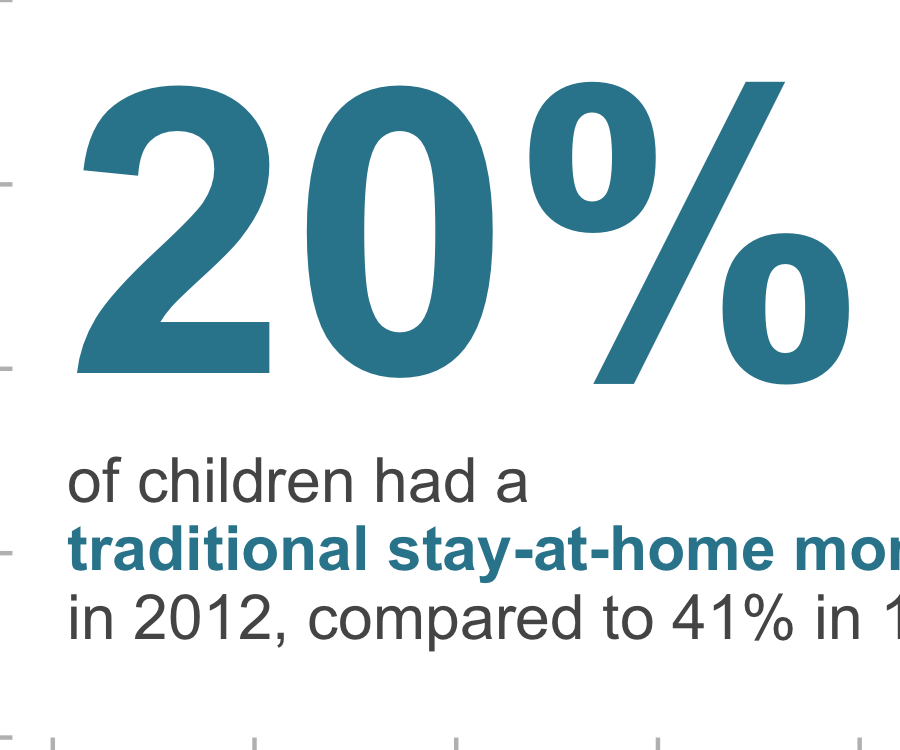 20%
of children had a
traditional stay-at-home
in 2012, compared to 41% in